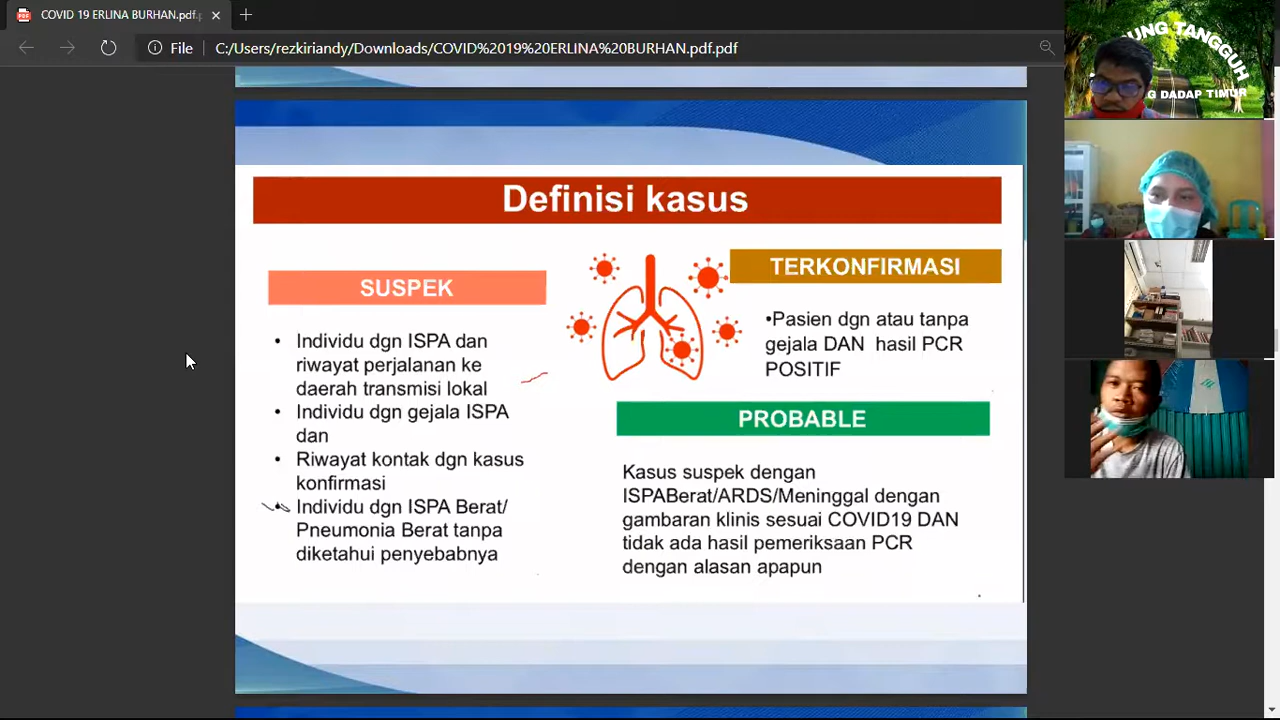 COVID 19 ERLINA BURHAN.pdf.p
File
C:/Users/rezkiriandy/Downloads/COVID%2019%20ERLINA%20BURHAN.pdf.pdf
Definisi kasus
SUSPEK
• Individu dgn ISPA dan
riwayat perjalanan ke
daerah transmisi lokal
• Individu dgn gejala ISPA
dan
• Riwayat kontak dgn kasus
konfirmasi
• Individu dgn ISPA Berat/
Pneumonia Berat tanpa
diketahui penyebabnya
TERKONFIRMASI
•Pasien dgn atau tanpa
gejala DAN hasil PCR
POSITIF
PROBABLE
Kasus suspek dengan
ISPABerat/ARDS/Meninggal dengan
gambaran klinis sesuai COVID19 DAN
tidak ada hasil pemeriksaan PCR
dengan alasan apapun
UNG TANGGUH
G DADAP TIMUR